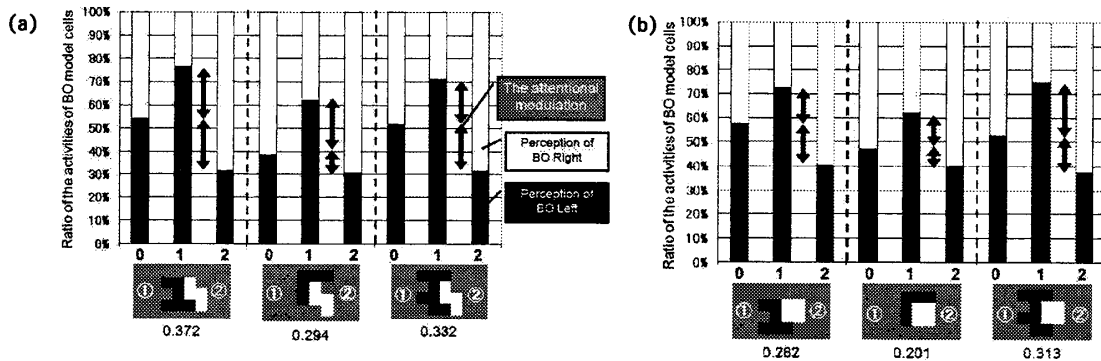 (a)
Ratio of the activities of BO model cells
100%
90%
80%
70%
60%
50%
40%
30%
20%
10%
0%
0 1 2 0 1 2 0 1 2
① ② ① ② ① ②
0.372 0.294 0.332
The attentional
modulation
Perception of
BO Right
Perception of
BO Left
(b)
Ratio of the activities of BO model cells
100%
90%
80%
70%
60%
50%
40%
30%
20%
10%
0%
0 1 2 0 1 2 0 1 2
① ② ① ② ① ②
0.282 0.201 0.313